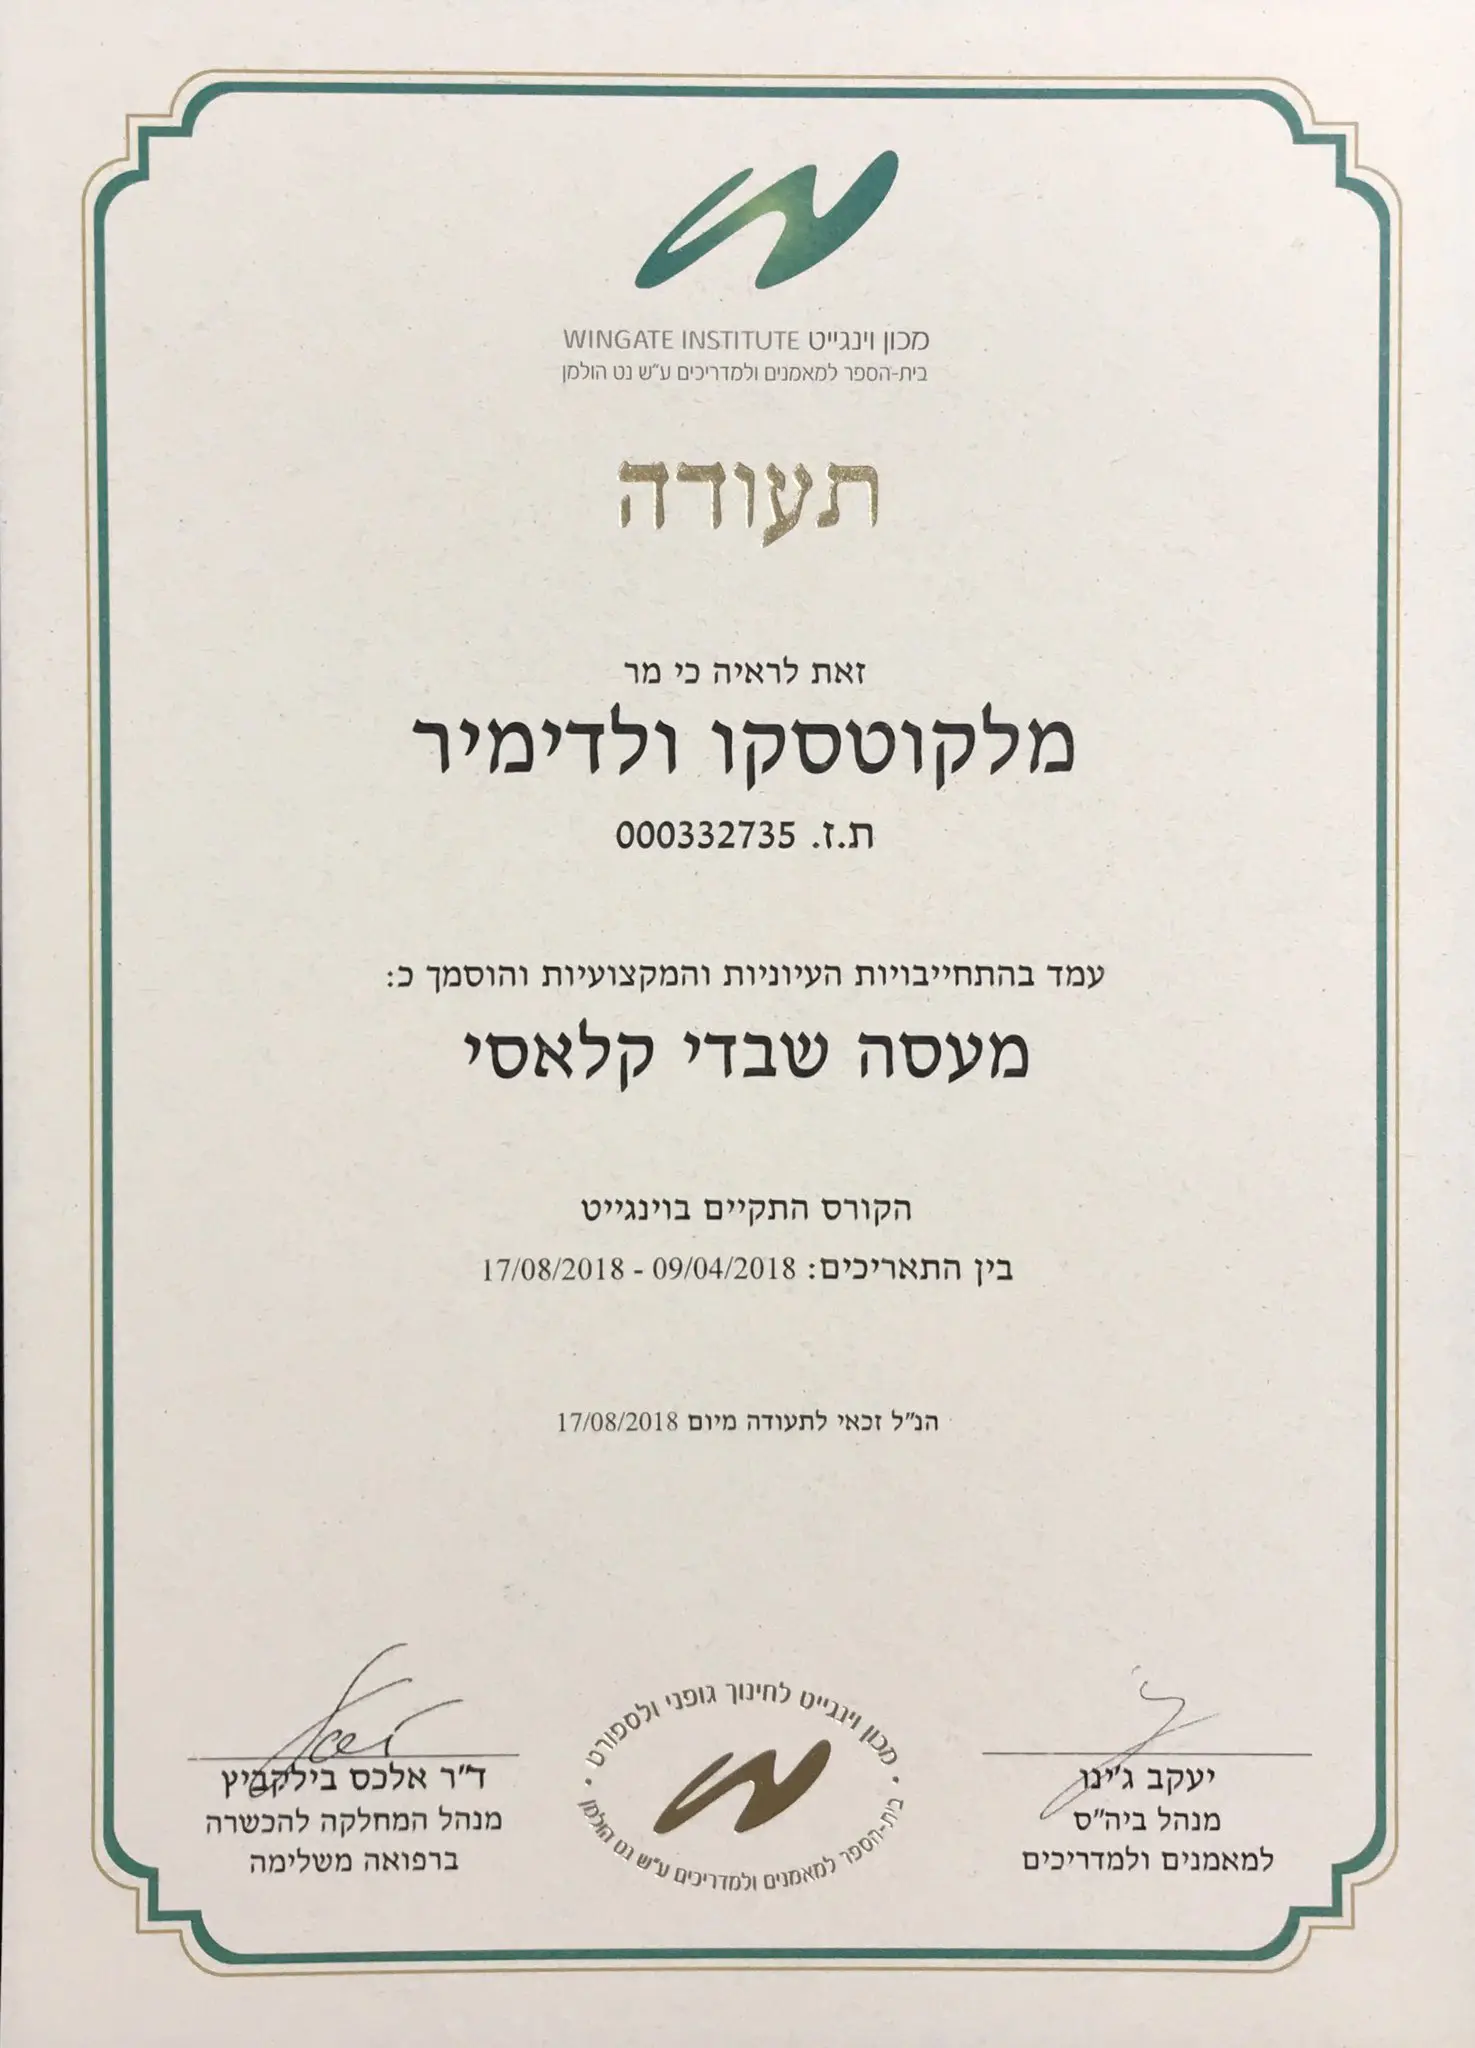 מכון וינגייט WINGATE INSTITUTE
בית-הספר למאמנים ולמדריכים ע"ש נט הולמן
תעודה
זאת לראיה כי מר
מלקוטסקו ולדימיר
ת.ז. 000332735
עמד בהתחייבויות העיוניות והמקצועיות והוסמך כ:
מעסה שבדי קלאסי
הקורס התקיים בוינגייט
בין התאריכים: 09/04/2018 - 17/08/2018
הנ"ל זכאי לתעודה מיום 17/08/2018
יעקב ג'ינו
מנהל ביה"ס
למאמנים ולמדריכים
• מכון וינגייט לחינוך גופני ולספורט •
בית-הספר למאמנים ולמדריכים ע"ש נט הולמן
ד"ר אלכס בילקביץ
מנהל המחלקה להכשרה
ברפואה משלימה